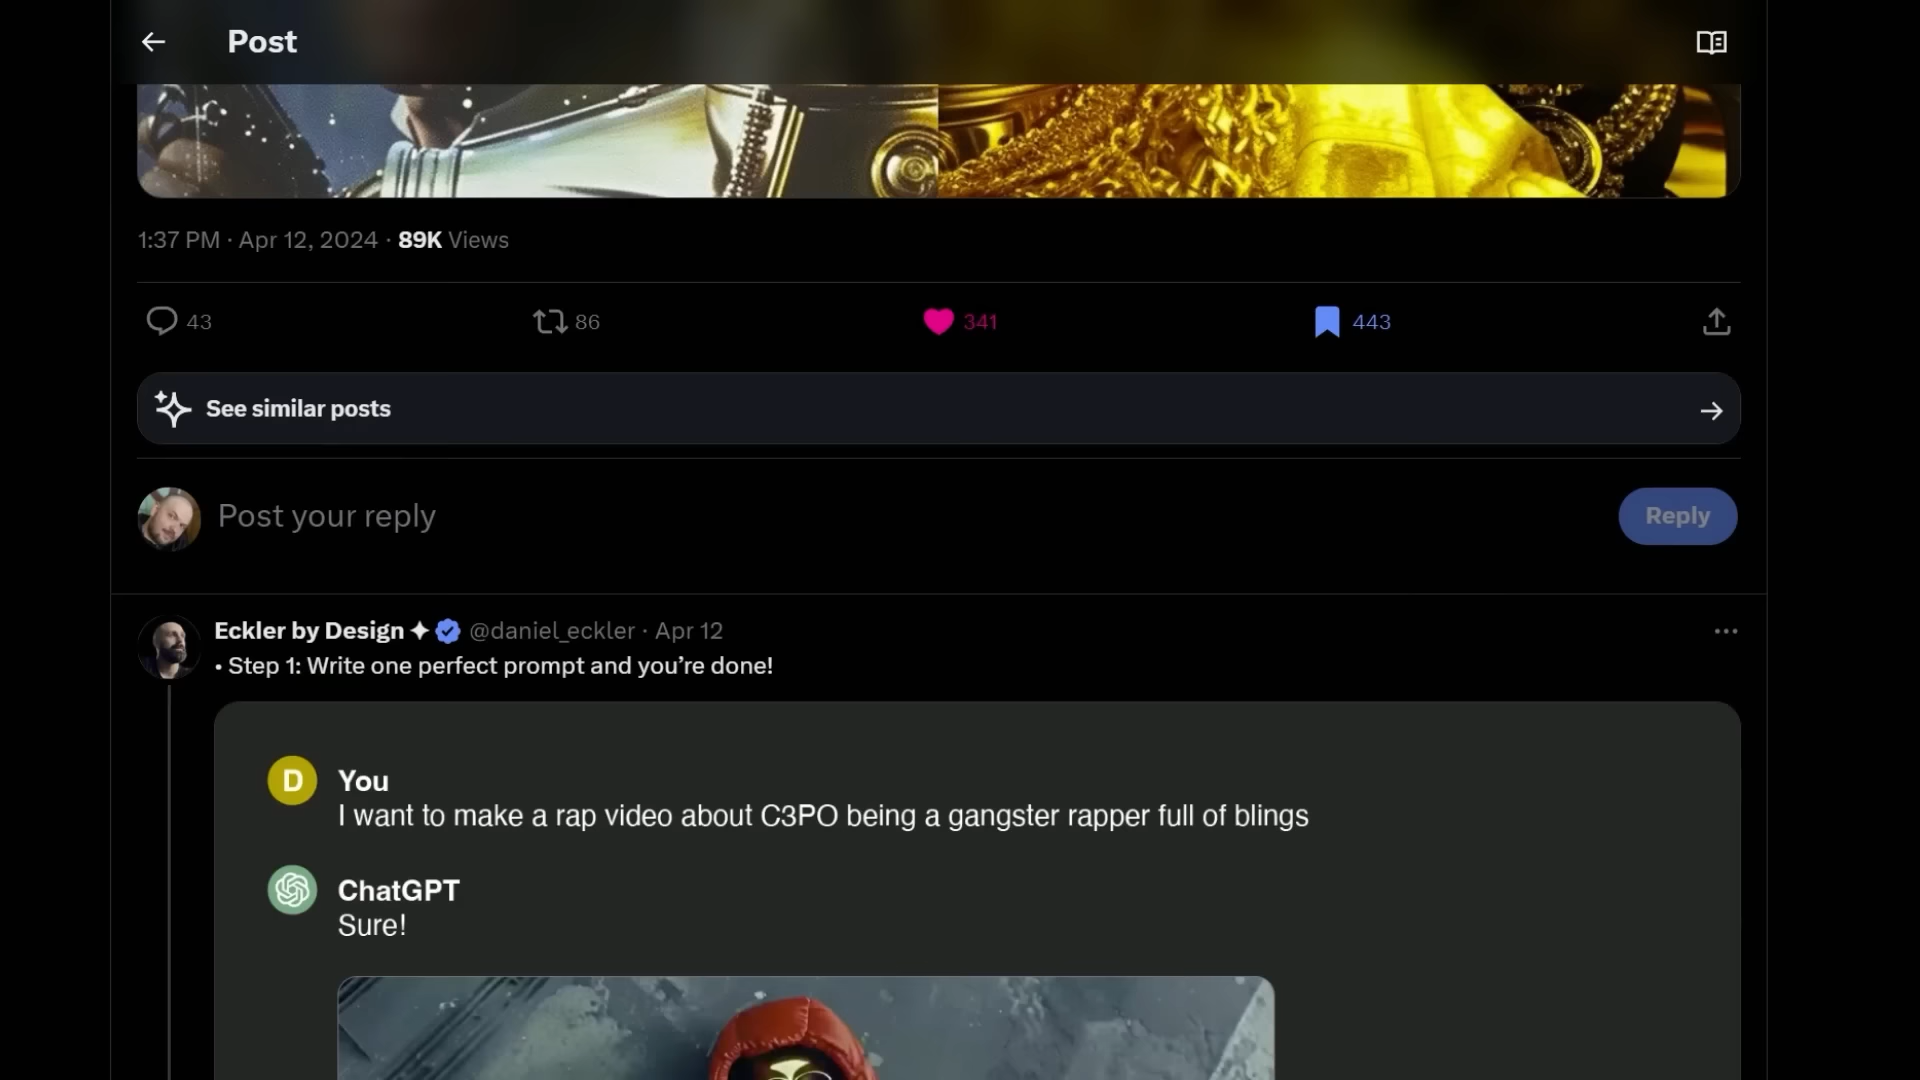 Post
1:37 PM · Apr 12, 2024 · 89K Views
43 86 341 443
See similar posts
Post your reply
Reply
Eckler by Design @daniel_eckler · Apr 12
• Step 1: Write one perfect prompt and you’re done!
D
You
I want to make a rap video about C3PO being a gangster rapper full of blings
ChatGPT
Sure!